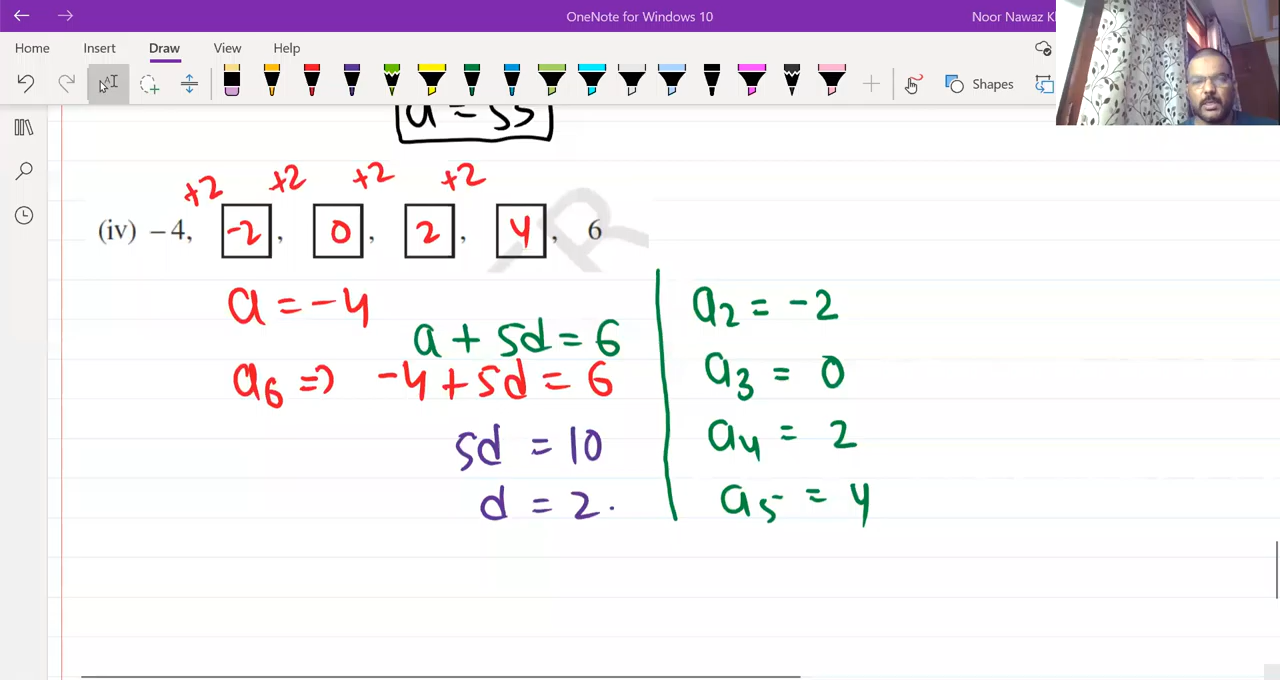 OneNote for Windows 10
Noor Nawaz K
Home Insert Draw View Help
Shapes
a = 55
+2 +2 +2 +2
(iv) – 4, -2, 0, 2, 4, 6
a = -4
a + 5d = 6
a6 => -4 + 5d = 6
5d = 10
d = 2.
a2 = -2
a3 = 0
a4 = 2
a5 = 4